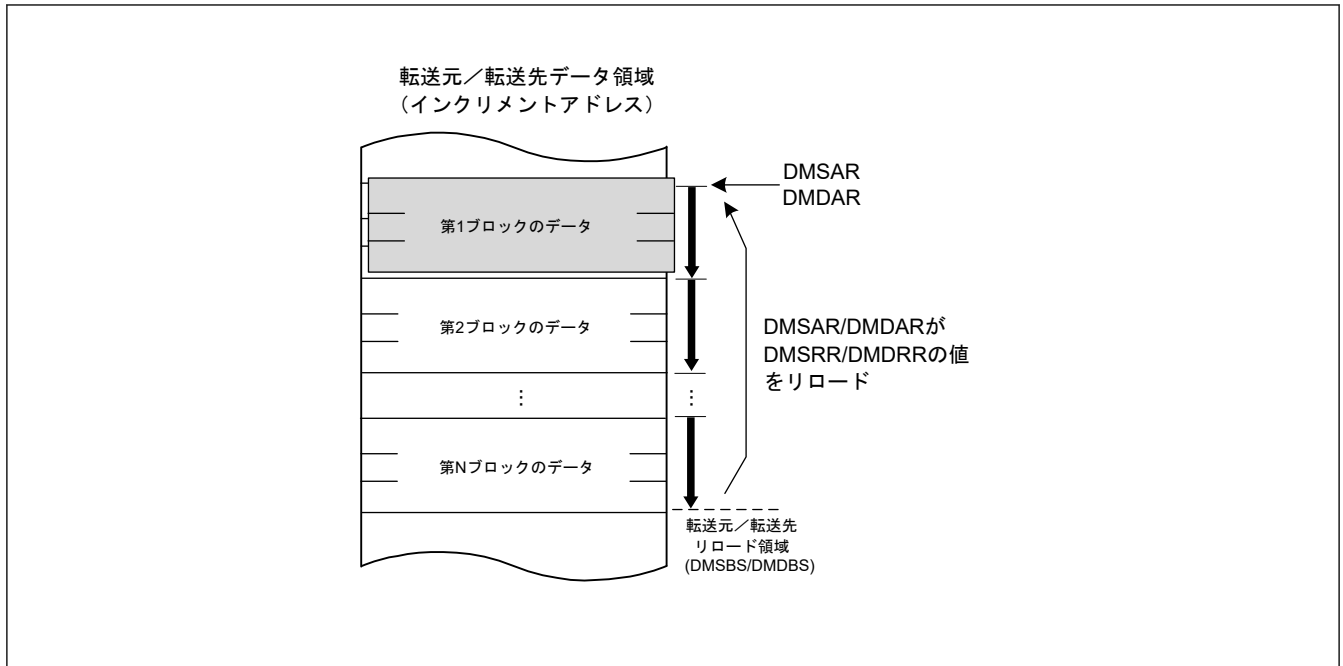 転送元／転送先データ領域
（インクリメントアドレス）
DMSAR
DMDAR
第1ブロックのデータ
第2ブロックのデータ
DMSAR/DMDARが
DMSRR/DMDRRの値
をリロード
⋮
⋮
第Nブロックのデータ
転送元／転送先
リロード領域
(DMSBS/DMDBS)